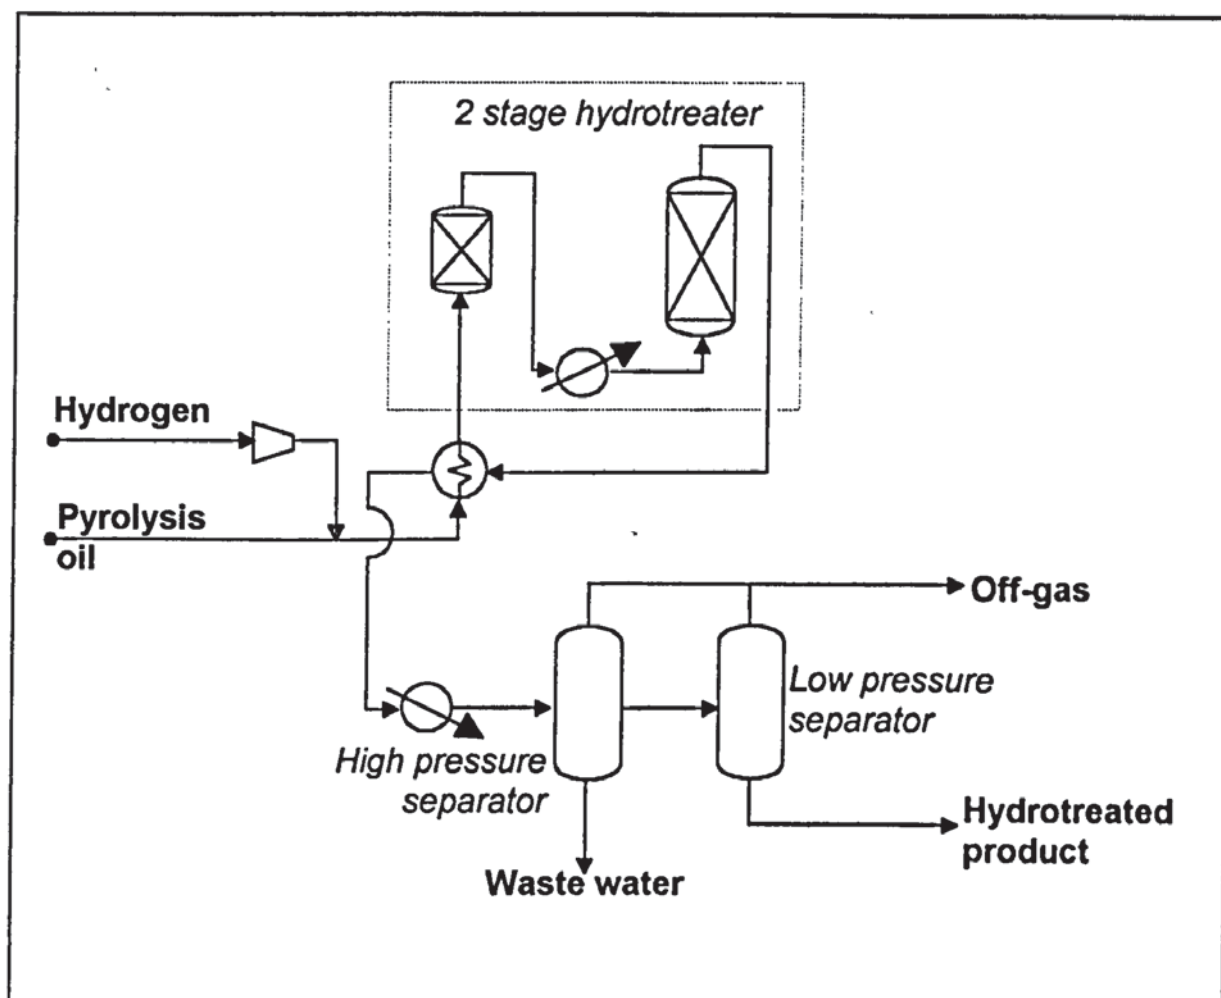 2 stage hydrotreater
Hydrogen
Pyrolysis
oil
Off-gas
Low pressure
separator
High pressure
separator
Hydrotreated
product
Waste water